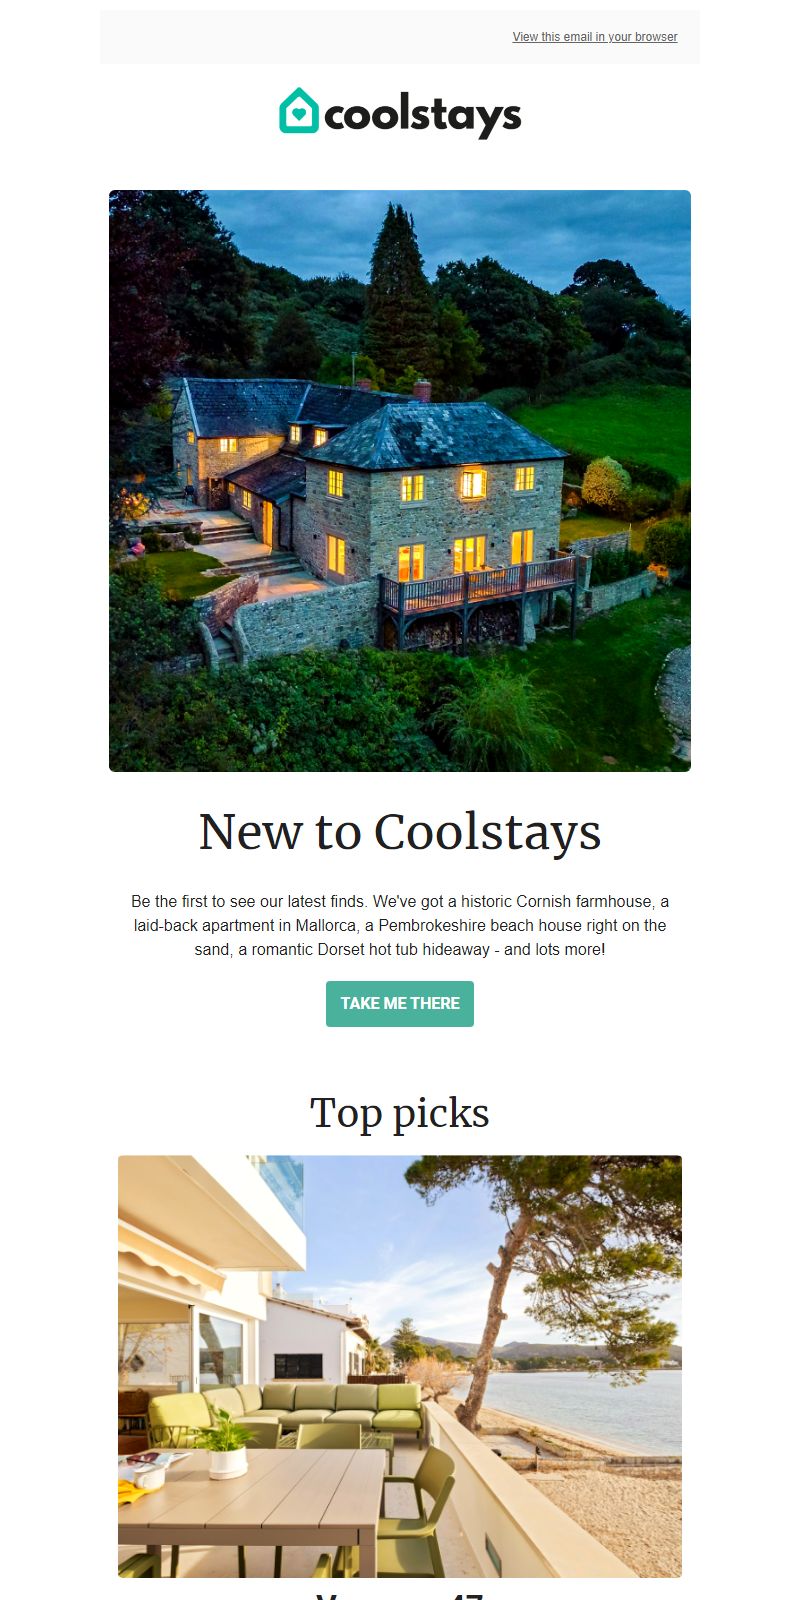 View this email in your browser
coolstays
New to Coolstays
Be the first to see our latest finds. We've got a historic Cornish farmhouse, a
laid-back apartment in Mallorca, a Pembrokeshire beach house right on the
sand, a romantic Dorset hot tub hideaway - and lots more!
TAKE ME THERE
Top picks